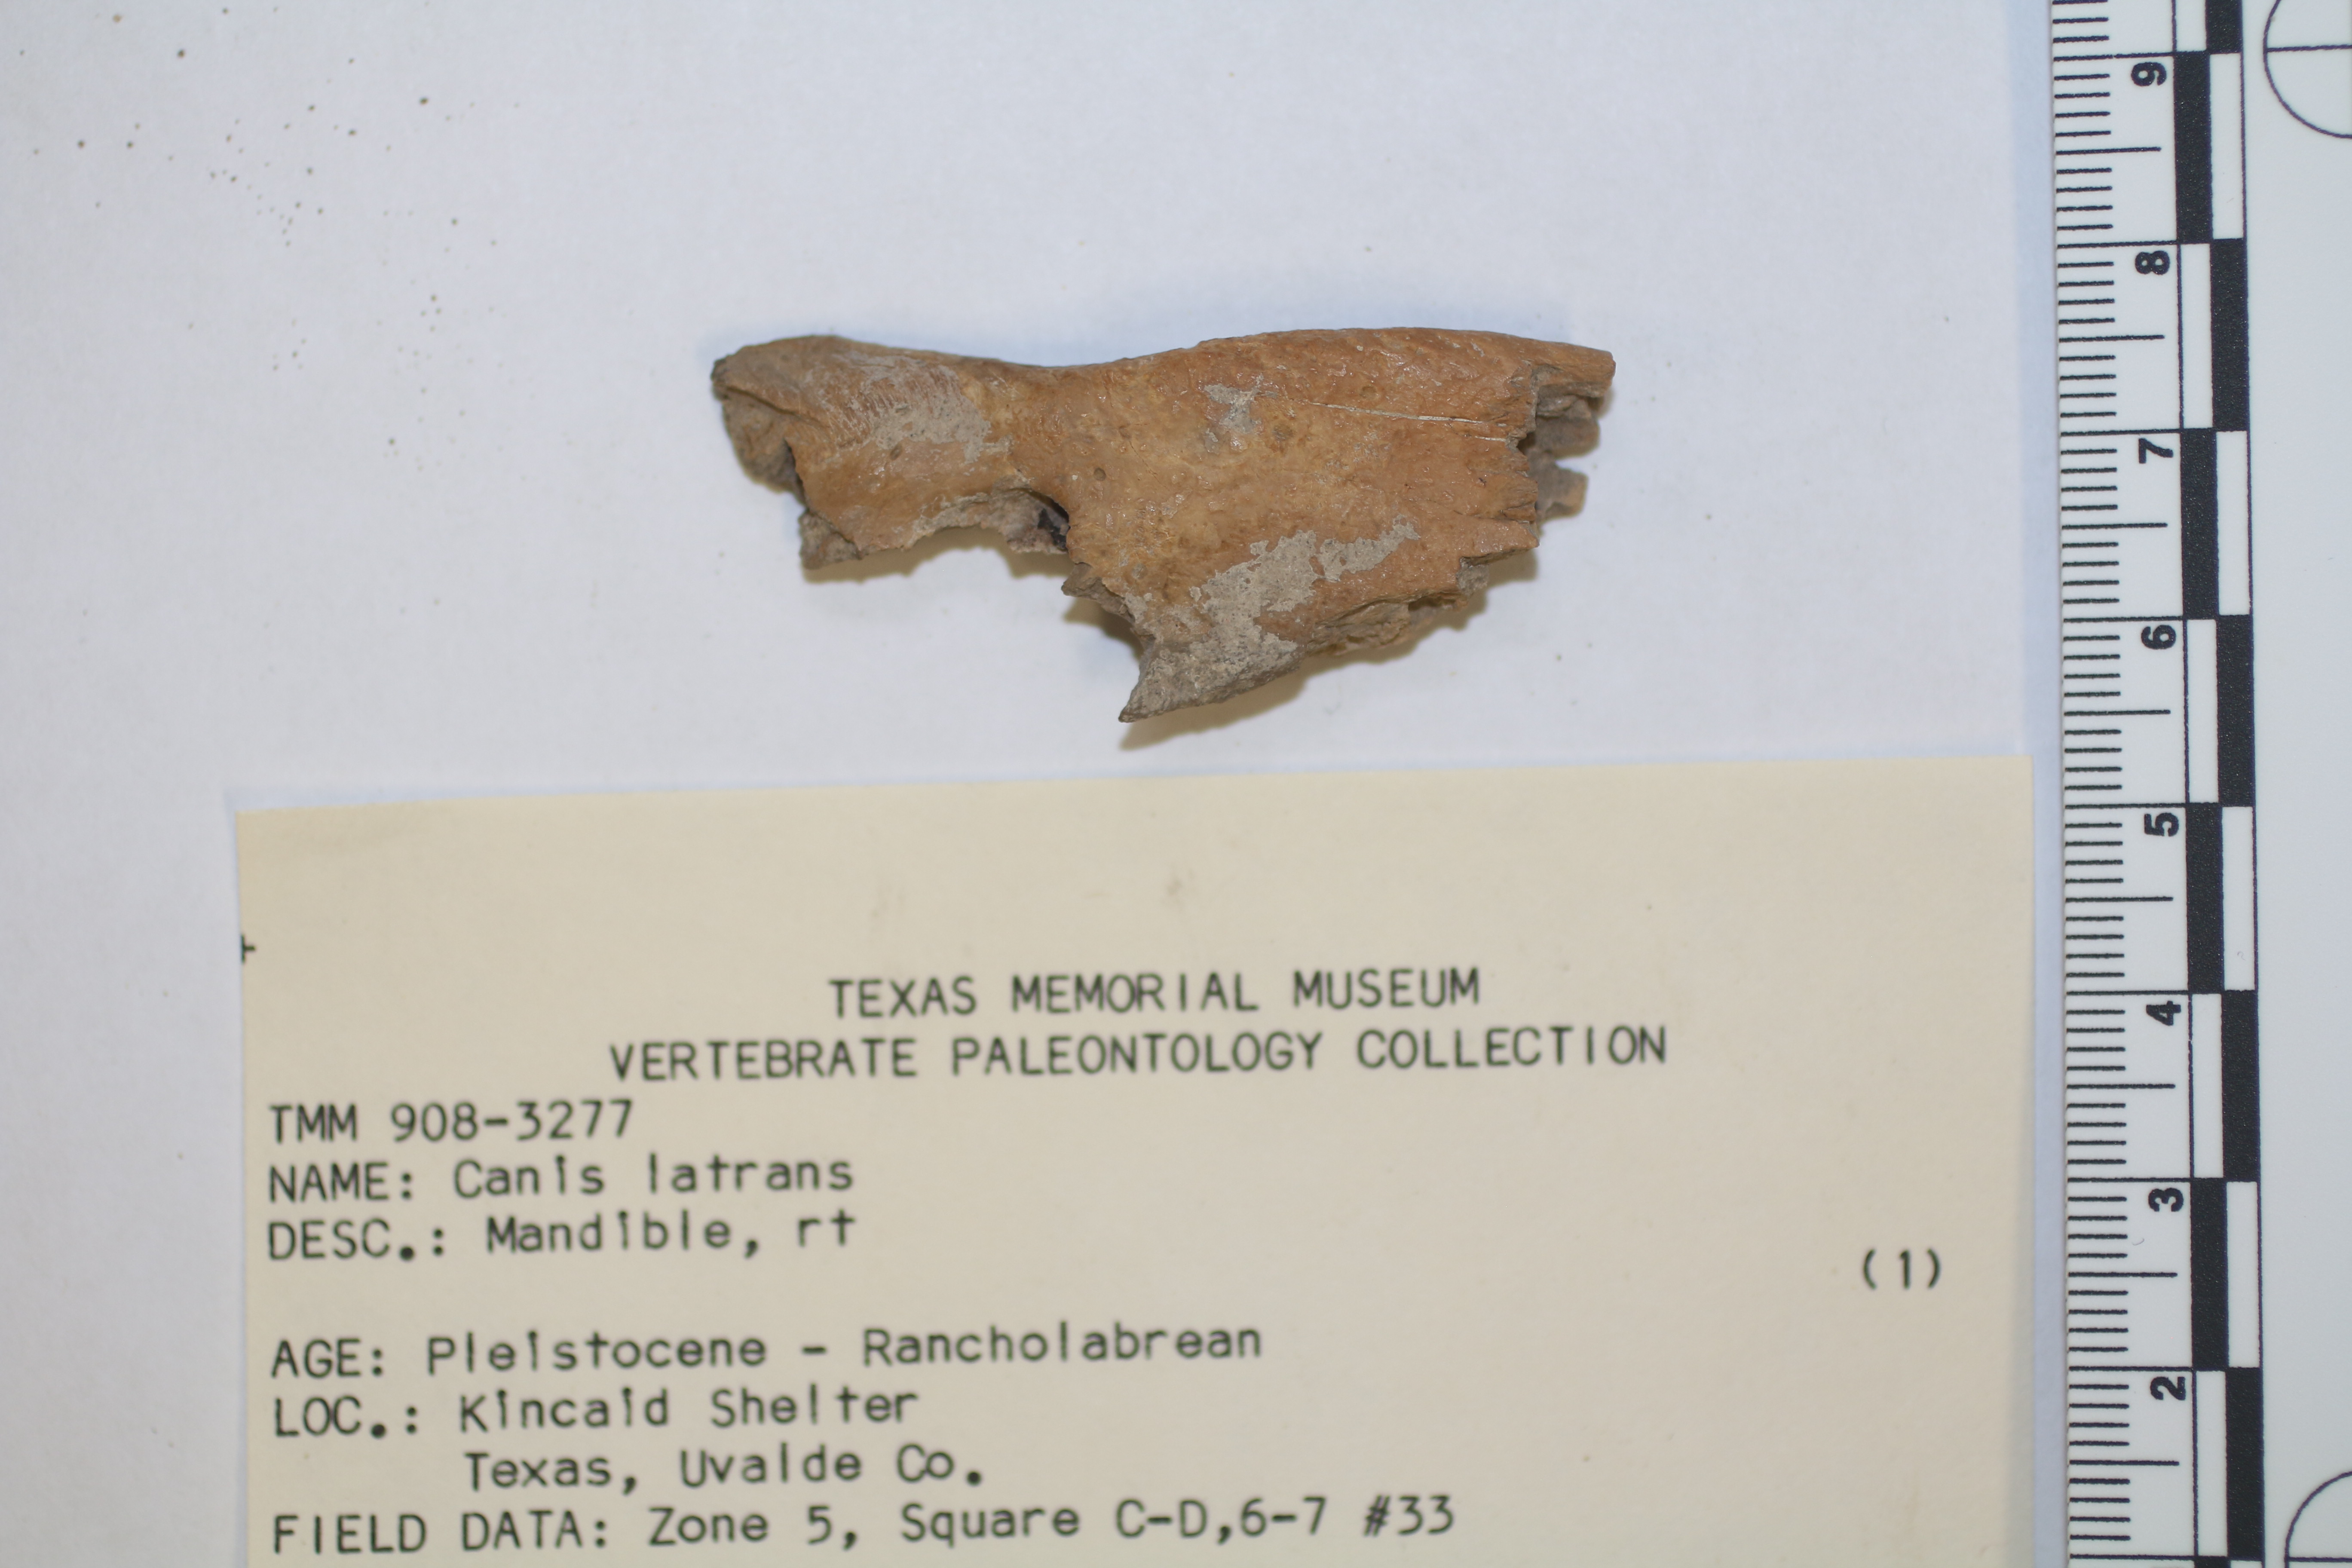 TEXAS MEMORIAL MUSEUM
VERTEBRATE PALEONTOLOGY COLLECTION
TMM 908-3277
NAME: Canis latrans
DESC.: Mandible, rt
(1)
AGE: Pleistocene - Rancholabrean
LOC.: Kincaid Shelter
Texas, Uvalde Co.
FIELD DATA: Zone 5, Square C-D,6-7 #33
9
8
7
6
5
4
3
2